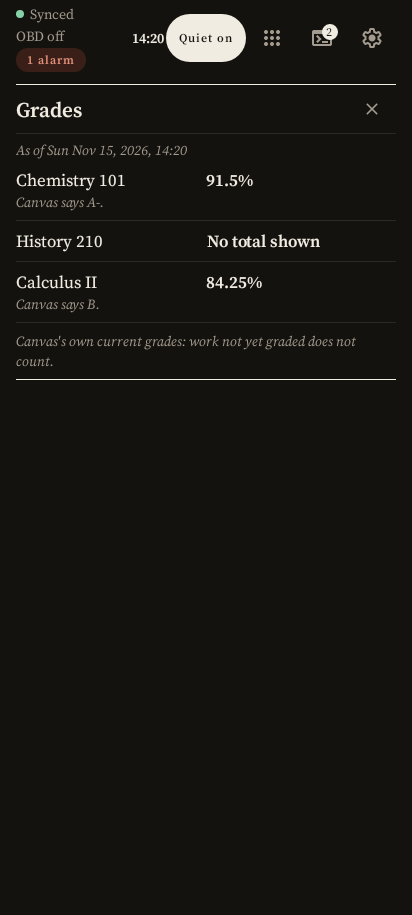 Synced
OBD off
1 alarm
14:20
Quiet on
2
Grades
As of Sun Nov 15, 2026, 14:20
Chemistry 101 91.5%
Canvas says A-.
History 210 No total shown
Calculus II 84.25%
Canvas says B.
Canvas's own current grades: work not yet graded does not
count.